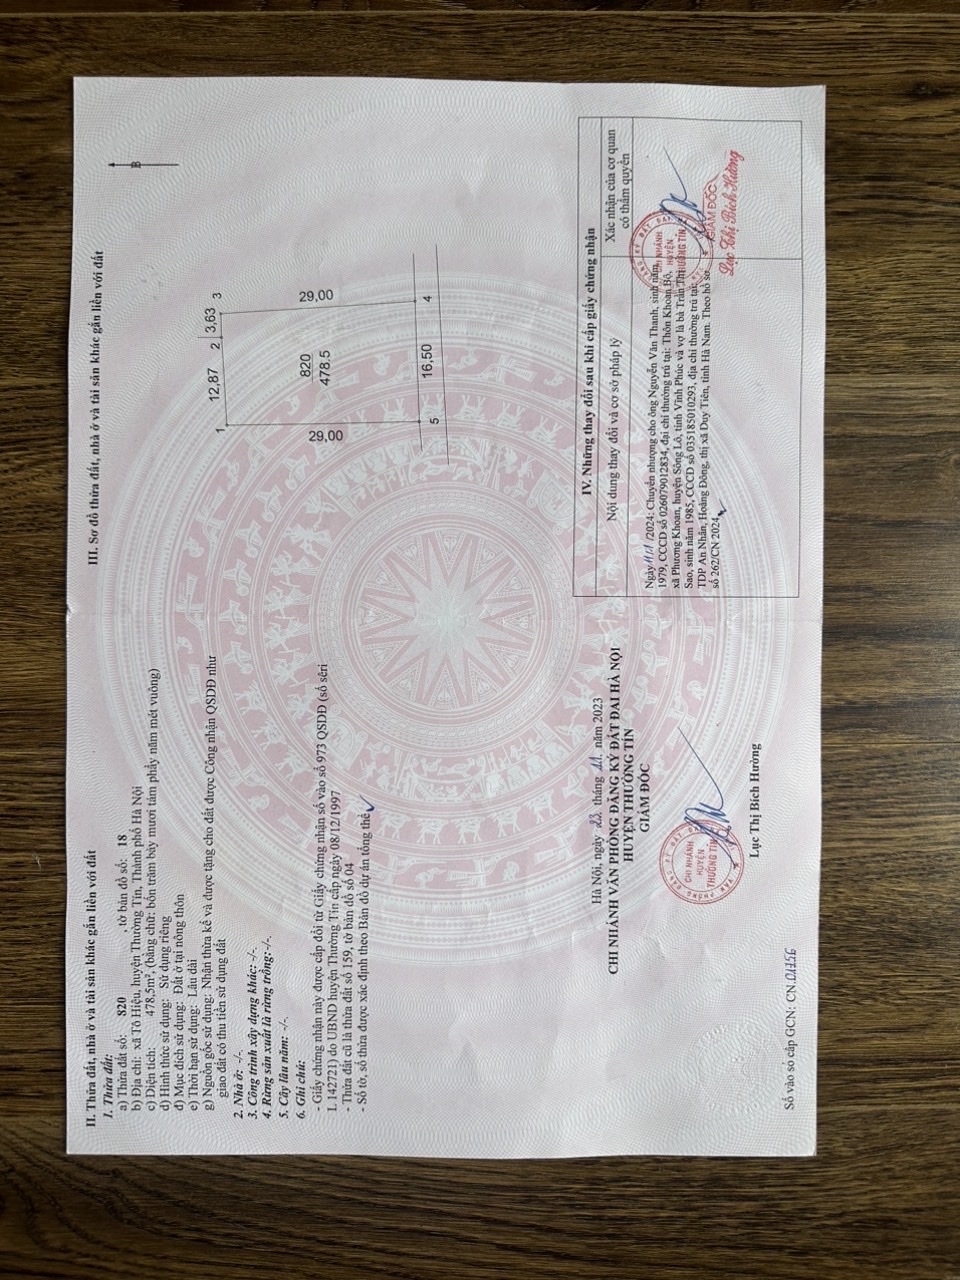 II. Thửa đất, nhà ở và tài sản khác gắn liền với đất
1. Thửa đất:
a) Thửa đất số: 820 , tờ bản đồ số: 18
b) Địa chỉ: xã Tô Hiệu, huyện Thường Tín, Thành phố Hà Nội
c) Diện tích: 478,5m², (bằng chữ: bốn trăm bảy mươi tám phẩy năm mét vuông)
d) Hình thức sử dụng: Sử dụng riêng
đ) Mục đích sử dụng: Đất ở tại nông thôn
e) Thời hạn sử dụng: Lâu dài
g) Nguồn gốc sử dụng: Nhận thừa kế và được tặng cho đất được Công nhận QSDĐ như
giao đất có thu tiền sử dụng đất
2. Nhà ở: -/-.
3. Công trình xây dựng khác: -/-.
4. Rừng sản xuất là rừng trồng: -/-.
5. Cây lâu năm: -/-.
6. Ghi chú:
- Giấy chứng nhận này được cấp đổi từ Giấy chứng nhận số vào sổ 973 QSDĐ (số sêri
L 142721) do UBND huyện Thường Tín cấp ngày 08/12/1997
- Thửa đất cũ là thửa đất số 159, tờ bản đồ số 04
- Số tờ, số thửa được xác định theo Bản đồ dự án tổng thể
Hà Nội, ngày 23 tháng 11 năm 2023
CHI NHÁNH VĂN PHÒNG ĐĂNG KÝ ĐẤT ĐAI HÀ NỘI
HUYỆN THƯỜNG TÍN
GIÁM ĐỐC
CHI NHÁNH
HUYỆN
THƯỜNG TÍN
Lục Thị Bích Hường
Số vào sổ cấp GCN: CN.01756
III. Sơ đồ thửa đất, nhà ở và tài sản khác gắn liền với đất
B
1 12,87 2 3,63 3
820
478.5
29,00
29,00
5 16,50 4
IV. Những thay đổi sau khi cấp giấy chứng nhận
Nội dung thay đổi và cơ sở pháp lý
Xác nhận của cơ quan
có thẩm quyền
Ngày 11/1/2024: Chuyển nhượng cho ông Nguyễn Văn Thanh, sinh năm
1979, CCCD số 026079012834, địa chỉ thường trú tại: Thôn Khoan Bộ,
xã Phương Khoan, huyện Sông Lô, tỉnh Vĩnh Phúc và vợ là bà Trần Thị
Sao, sinh năm 1985, CCCD số 035185010293, địa chỉ thường trú tại:
TDP An Nhân, Hoàng Đông, thị xã Duy Tiên, tỉnh Hà Nam. Theo hồ sơ
số 262/CN 2024
CHI NHÁNH
HUYỆN
THƯỜNG TÍN
GIÁM ĐỐC
Lục Thị Bích Hường